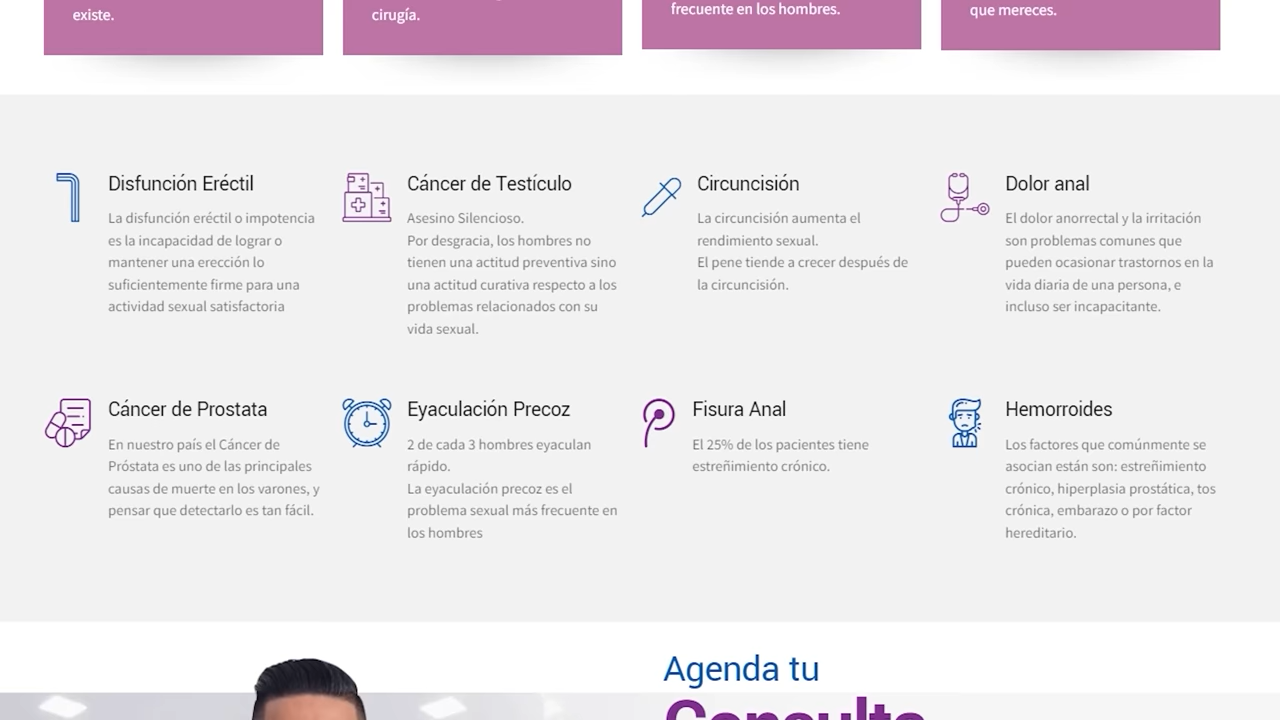 existe.
cirugía.
frecuente en los hombres.
que mereces.
Disfunción Eréctil
La disfunción eréctil o impotencia
es la incapacidad de lograr o
mantener una erección lo
suficientemente firme para una
actividad sexual satisfactoria
Cáncer de Testículo
Asesino Silencioso.
Por desgracia, los hombres no
tienen una actitud preventiva sino
una actitud curativa respecto a los
problemas relacionados con su
vida sexual.
Circuncisión
La circuncisión aumenta el
rendimiento sexual.
El pene tiende a crecer después de
la circuncisión.
Dolor anal
El dolor anorrectal y la irritación
son problemas comunes que
pueden ocasionar trastornos en la
vida diaria de una persona, e
incluso ser incapacitante.
Cáncer de Prostata
En nuestro país el Cáncer de
Próstata es uno de las principales
causas de muerte en los varones, y
pensar que detectarlo es tan fácil.
Eyaculación Precoz
2 de cada 3 hombres eyaculan
rápido.
La eyaculación precoz es el
problema sexual más frecuente en
los hombres
Fisura Anal
El 25% de los pacientes tiene
estreñimiento crónico.
Hemorroides
Los factores que comúnmente se
asocian están son: estreñimiento
crónico, hiperplasia prostática, tos
crónica, embarazo o por factor
hereditario.
Agenda tu
Consulta